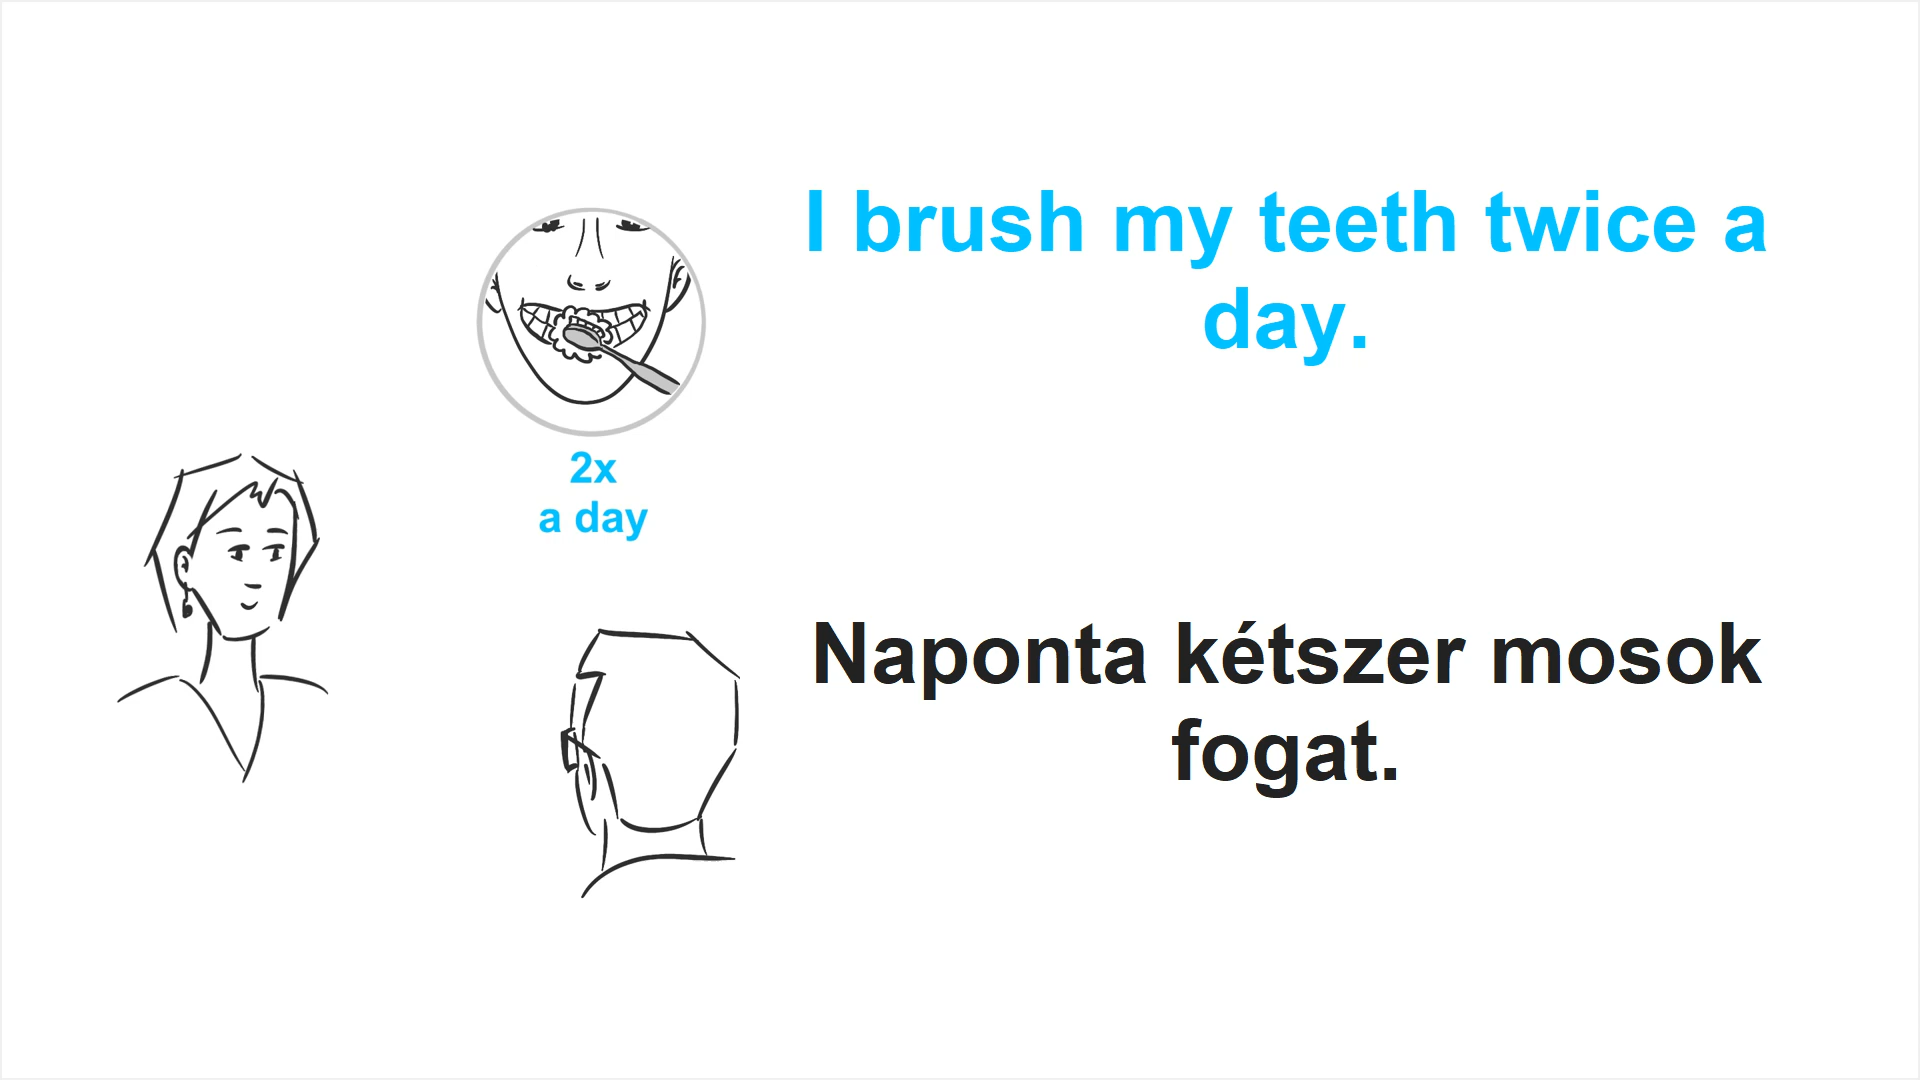 I brush my teeth twice a
day.
2x
a day
Naponta kétszer mosok
fogat.